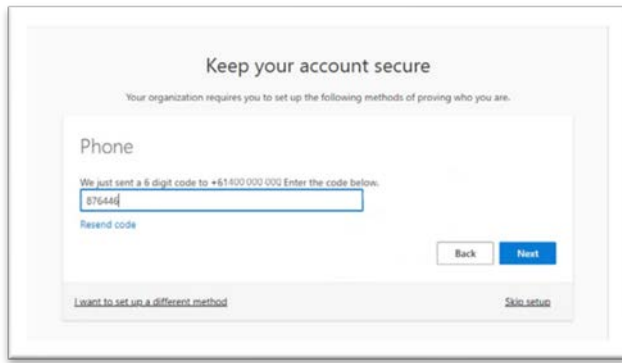 Keep your account secure
Your organization requires you to set up the following methods of proving who you are.
Phone
We just sent a 6 digit code to +61400 000 000 Enter the code below.
876446
Resend code
Back Next
I want to set up a different method Skip setup